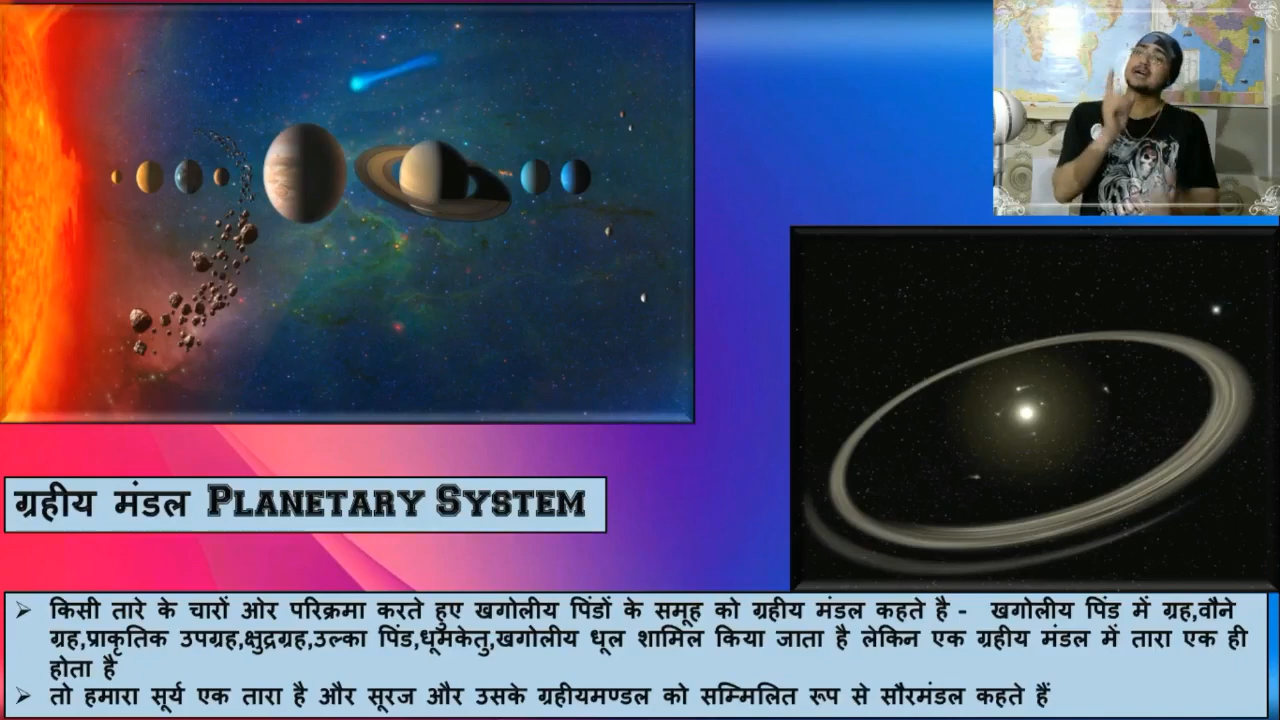 ग्रहीय मंडल PLANETARY SYSTEM
➢ किसी तारे के चारों ओर परिक्रमा करते हुए खगोलीय पिंडों के समूह को ग्रहीय मंडल कहते है - खगोलीय पिंड में ग्रह,वौने
ग्रह,प्राकृतिक उपग्रह,क्षुद्रग्रह,उल्का पिंड,धूमकेतु,खगोलीय धूल शामिल किया जाता है लेकिन एक ग्रहीय मंडल में तारा एक ही
होता है
➢ तो हमारा सूर्य एक तारा है और सूरज और उसके ग्रहीयमण्डल को सम्मिलित रूप से सौरमंडल कहते हैं